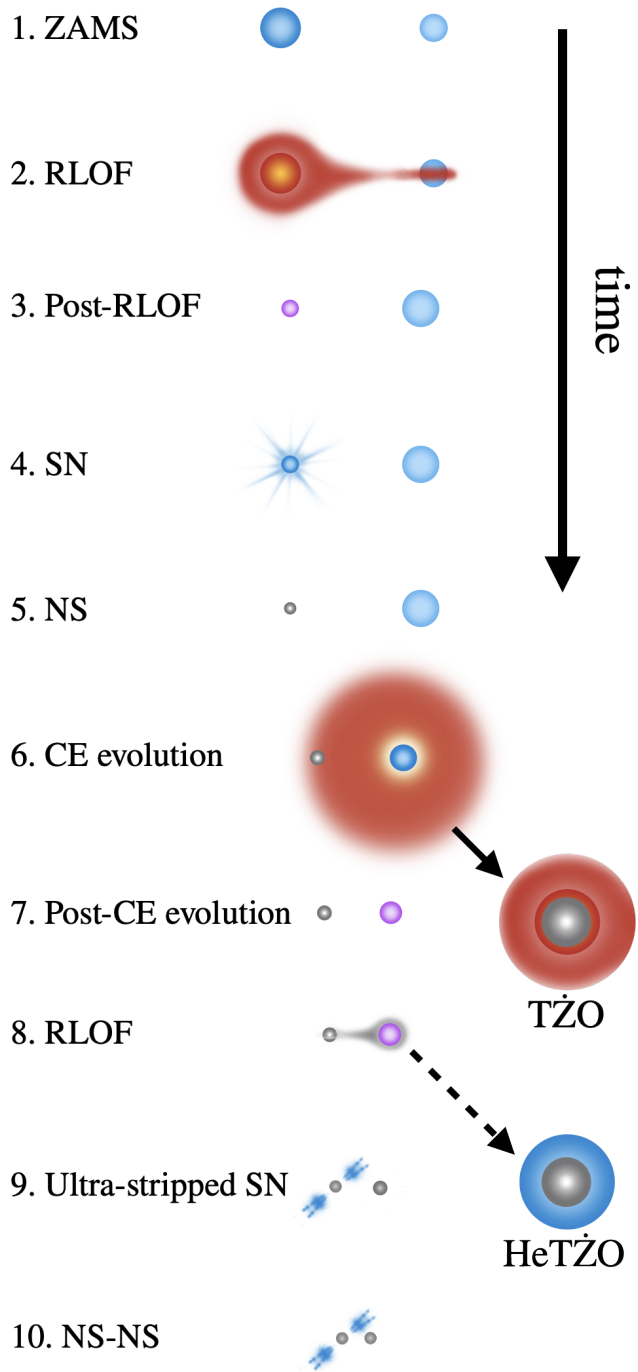 1. ZAMS
2. RLOF
time
3. Post-RLOF
4. SN
5. NS
6. CE evolution
7. Post-CE evolution
TŻO
8. RLOF
9. Ultra-stripped SN
HeTŻO
10. NS-NS